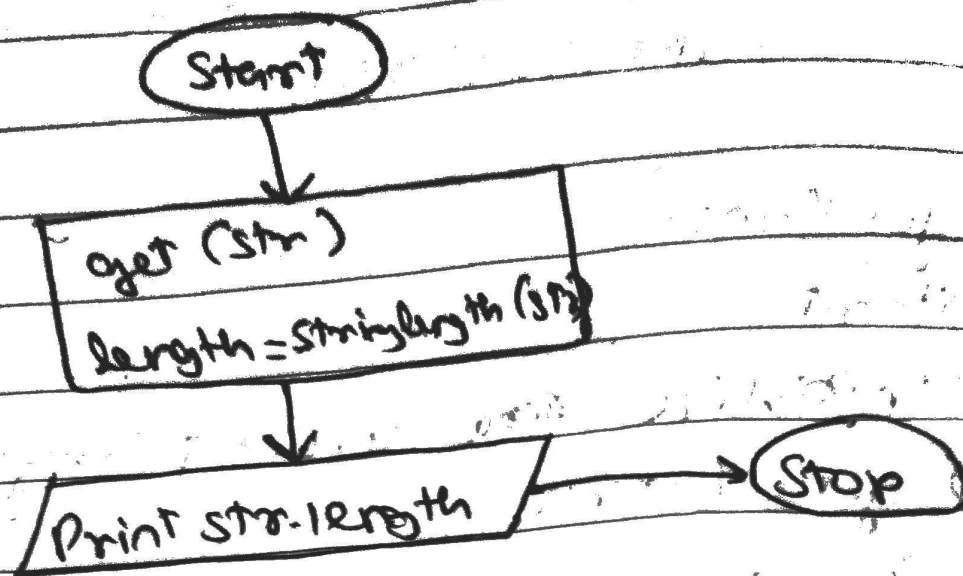 Start
get (str)
length = stringlength (str)
Print str.length
Stop